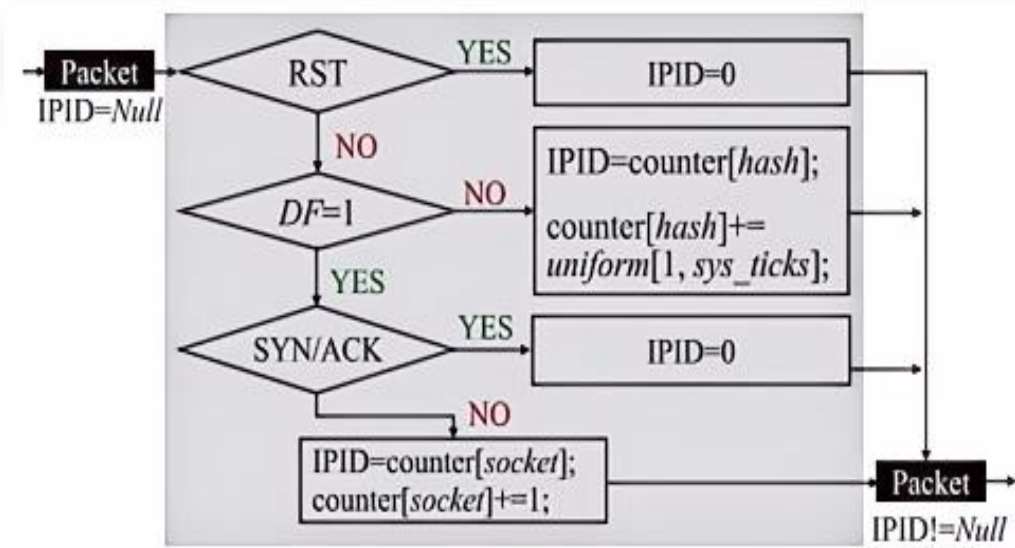 Packet
IPID=Null
RST
YES
IPID=0
NO
DF=1
NO
IPID=counter[hash];
counter[hash]+=
uniform[1, sys_ticks];
YES
SYN/ACK
YES
IPID=0
NO
IPID=counter[socket];
counter[socket]+=1;
Packet
IPID!=Null